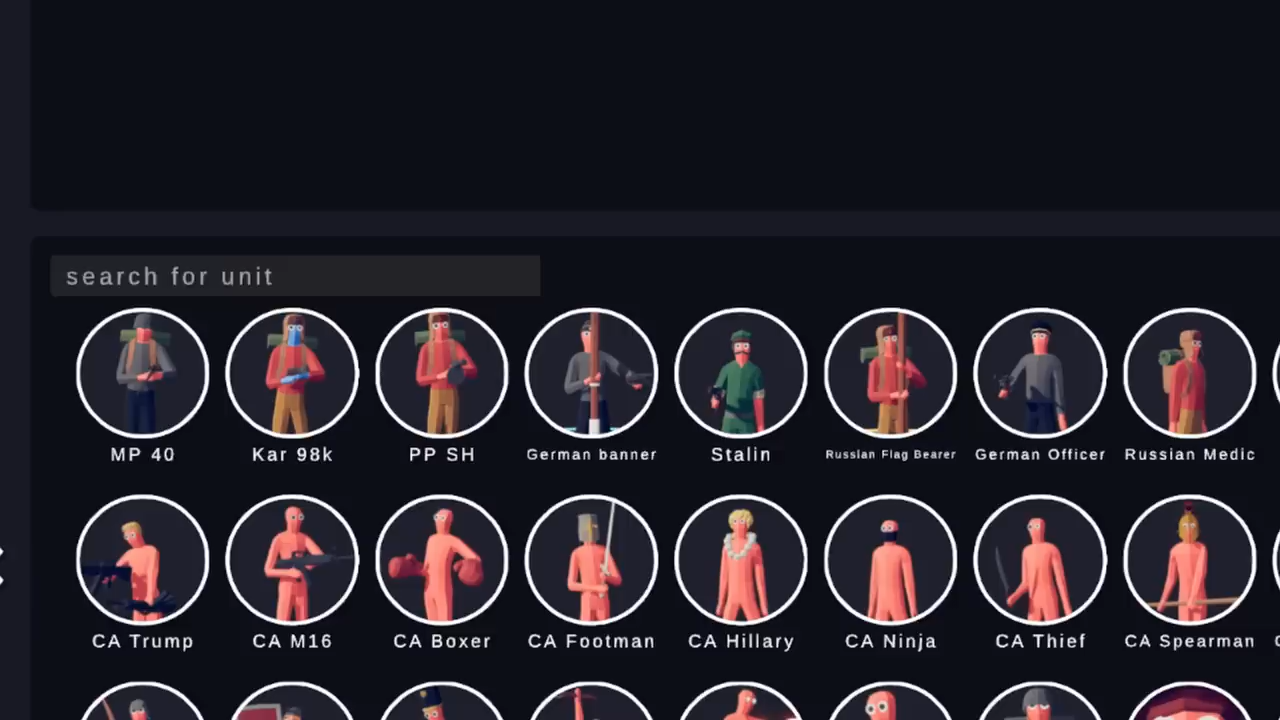 search for unit
MP 40 Kar 98k PP SH German banner Stalin Russian Flag Bearer German Officer Russian Medic
CA Trump CA M16 CA Boxer CA Footman CA Hillary CA Ninja CA Thief CA Spearman